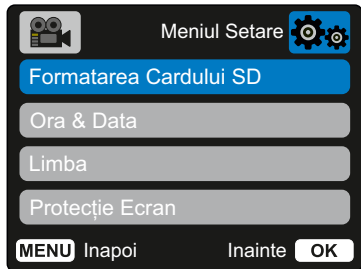 Meniul Setare
Formatarea Cardului SD
Ora & Data
Limba
Protecție Ecran
MENU Inapoi Inainte OK